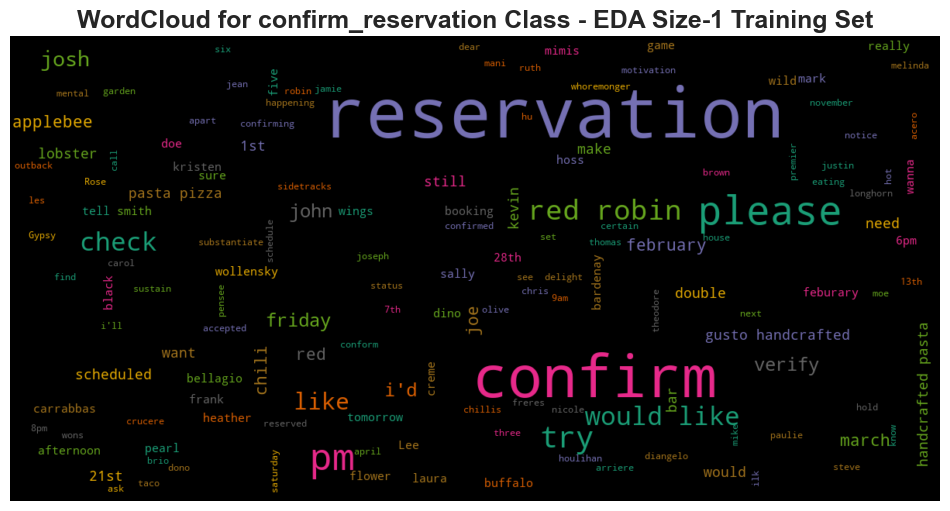 WordCloud for confirm_reservation Class - EDA Size-1 Training Set
six
dear
game
really
josh
mimis
mani
ruth
motivation
wild
mark
melinda
mental
garden
jean
five
robin
jamie
whoremonger
happening
reservation
november
applebee
apart
confirming
hu
acero
doe
1st
make
notice
lobster
call
sure
kristen
hoss
premier
justin
hot
outback
Rose
pasta pizza
sidetracks
still
brown
eating
longhorn
wanna
les
tell
smith
john
wings
booking
kevin
red robin
please
need
Gypsy
check
substantiate
schedule
confirmed
set
certain
thomas
house
february
6pm
carol
wollensky
joseph
28th
find
sustain
black
pensee
status
sally
see
delight
bardenay
chris
9am
theodore
double
feburary
moe
13th
i'll
accepted
friday
7th
dino
olive
joe
next
gusto handcrafted
want
chili
red
conform
verify
handcrafted pasta
scheduled
bellagio
frank
like
i'd
creme
confirm
carrabbas
crucere
heather
tomorrow
chillis
freres
nicole
bar
hold
8pm
wons
reserved
three
would like
mike
paulie
march
know
afternoon
pearl
brio
dono
pm
april
Lee
try
houlihan
diangelo
21st
ask
taco
saturday
flower
laura
buffalo
arriere
would
ilk
steve